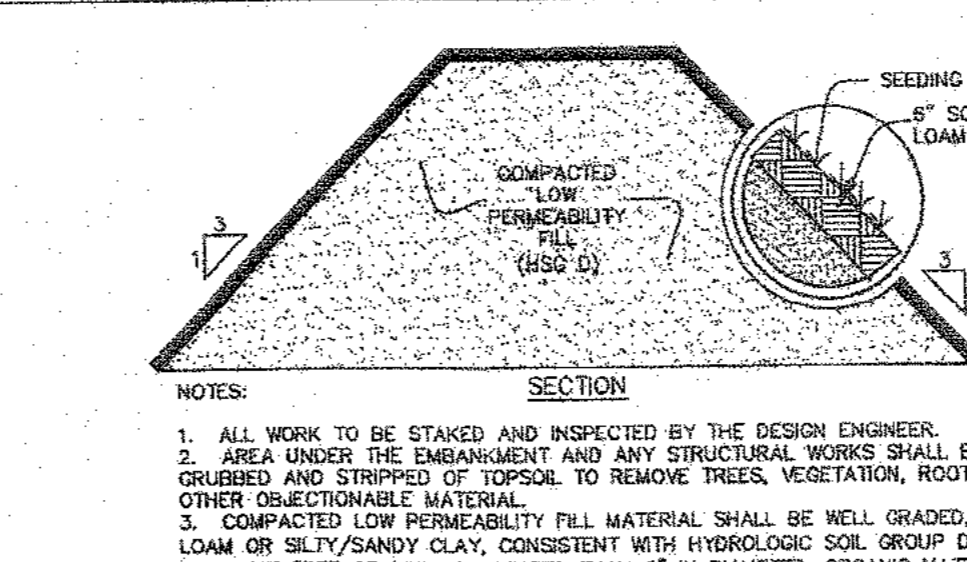 SEEDING
6" SC
LOAM
COMPACTED
LOW
PERMEABILITY
FILL
(HSG D)
3
1
3
NOTES:
SECTION
1. ALL WORK TO BE STAKED AND INSPECTED BY THE DESIGN ENGINEER.
2. AREA UNDER THE EMBANKMENT AND ANY STRUCTURAL WORKS SHALL B
GRUBBED AND STRIPPED OF TOPSOIL TO REMOVE TREES, VEGETATION, ROOT
OTHER OBJECTIONABLE MATERIAL.
3. COMPACTED LOW PERMEABILITY FILL MATERIAL SHALL BE WELL GRADED,
LOAM OR SILTY/SANDY CLAY, CONSISTENT WITH HYDROLOGIC SOIL GROUP D